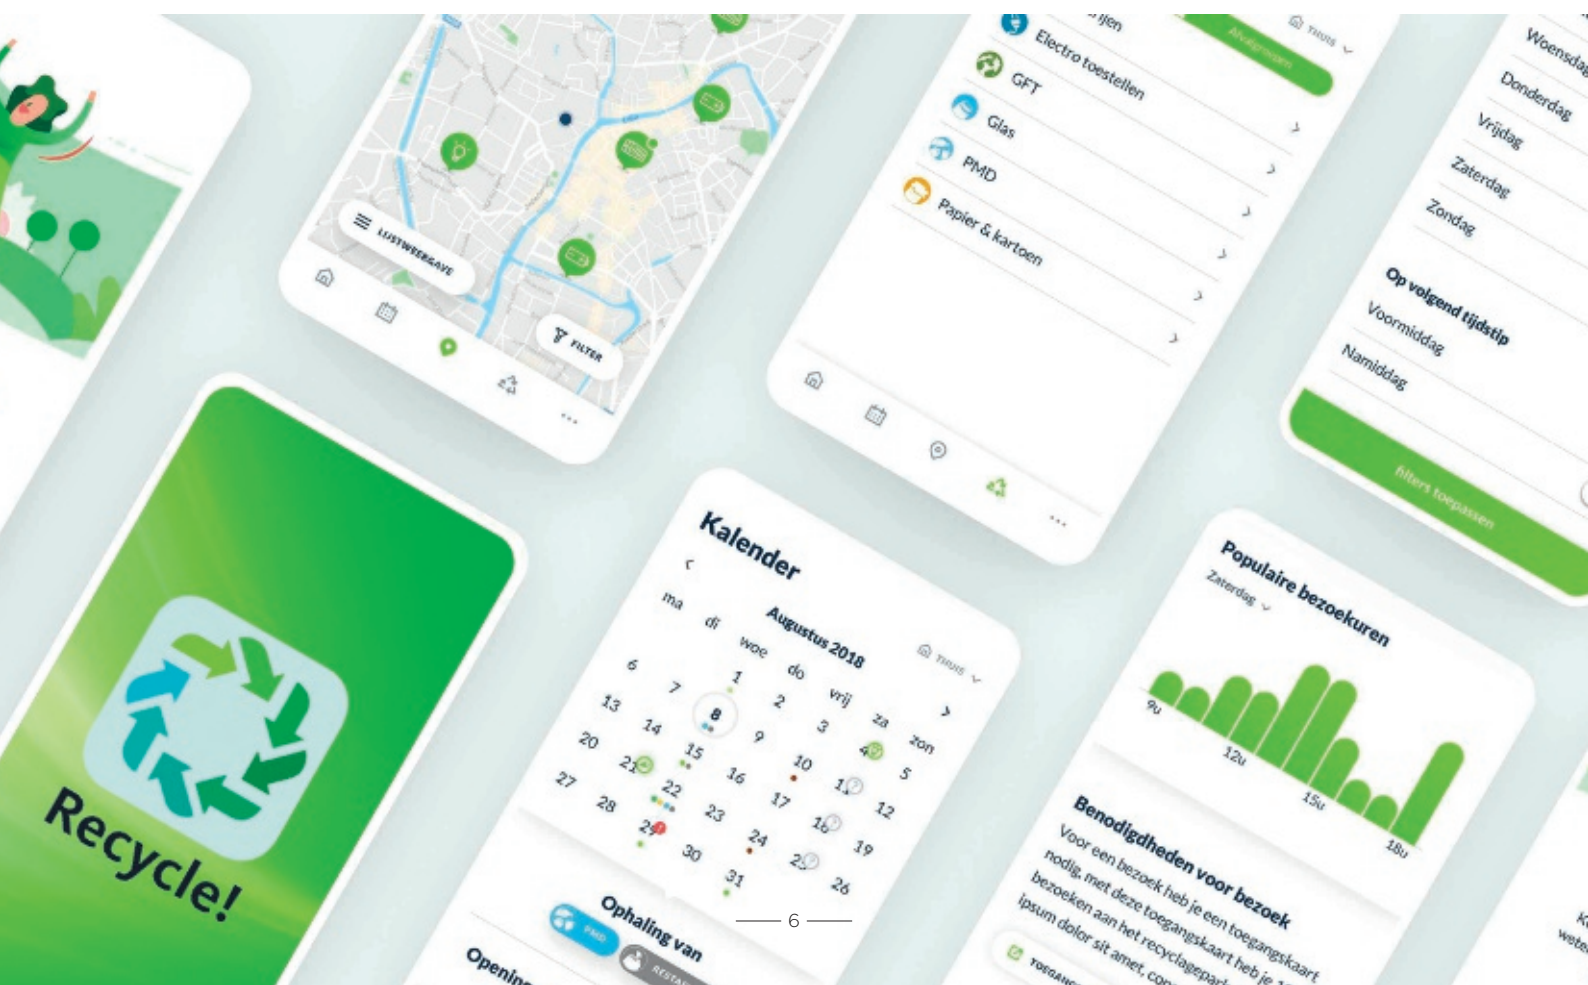 LIJSTWEERGAVE
FILTER
THUIS
Afvalgroepen
Electro toestellen
GFT
Glas
PMD
Papier & kartoen
Woensdag
Donderdag
Vrijdag
Zaterdag
Zondag
Op volgend tijdstip
Voormiddag
Namiddag
filters toepassen
Recycle!
Kalender
THUIS
Augustus 2018
ma di woe do vrij za zon
1 2 3 4 5
6 7 8 9 10 11 12
13 14 15 16 17 18 19
20 21 22 23 24 25 26
27 28 29 30 31
Ophaling van
PMD
Populaire bezoekuren
Zaterdag
9u 12u 15u 18u
Benodigdheden voor bezoek
Voor een bezoek heb je een toegangskaart
nodig, met deze toegangskaart heb je
bezoeken aan het recyclagepark
ipsum dolor sit amet,
6